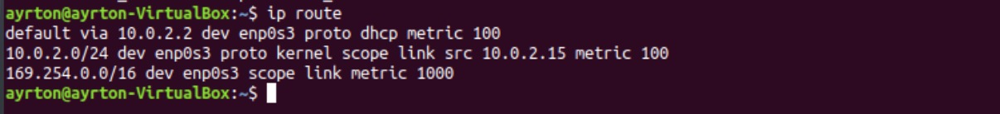 ayrton@ayrton-VirtualBox:~$ ip route
default via 10.0.2.2 dev enp0s3 proto dhcp metric 100
10.0.2.0/24 dev enp0s3 proto kernel scope link src 10.0.2.15 metric 100
169.254.0.0/16 dev enp0s3 scope link metric 1000
ayrton@ayrton-VirtualBox:~$